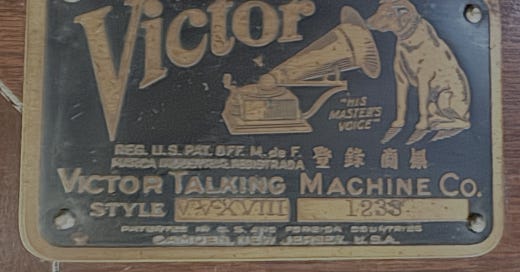 Victor
"HIS
MASTER'S
VOICE"
REG. U.S. PAT. OFF. M. de F.
MARCA INDUSTRIAL REGISTRADA
登錄商標
VICTOR TALKING MACHINE CO.
STYLE VV-XVIII 1233
PATENTED IN U.S. AND FOREIGN COUNTRIES
CAMDEN, NEW JERSEY, U.S.A.